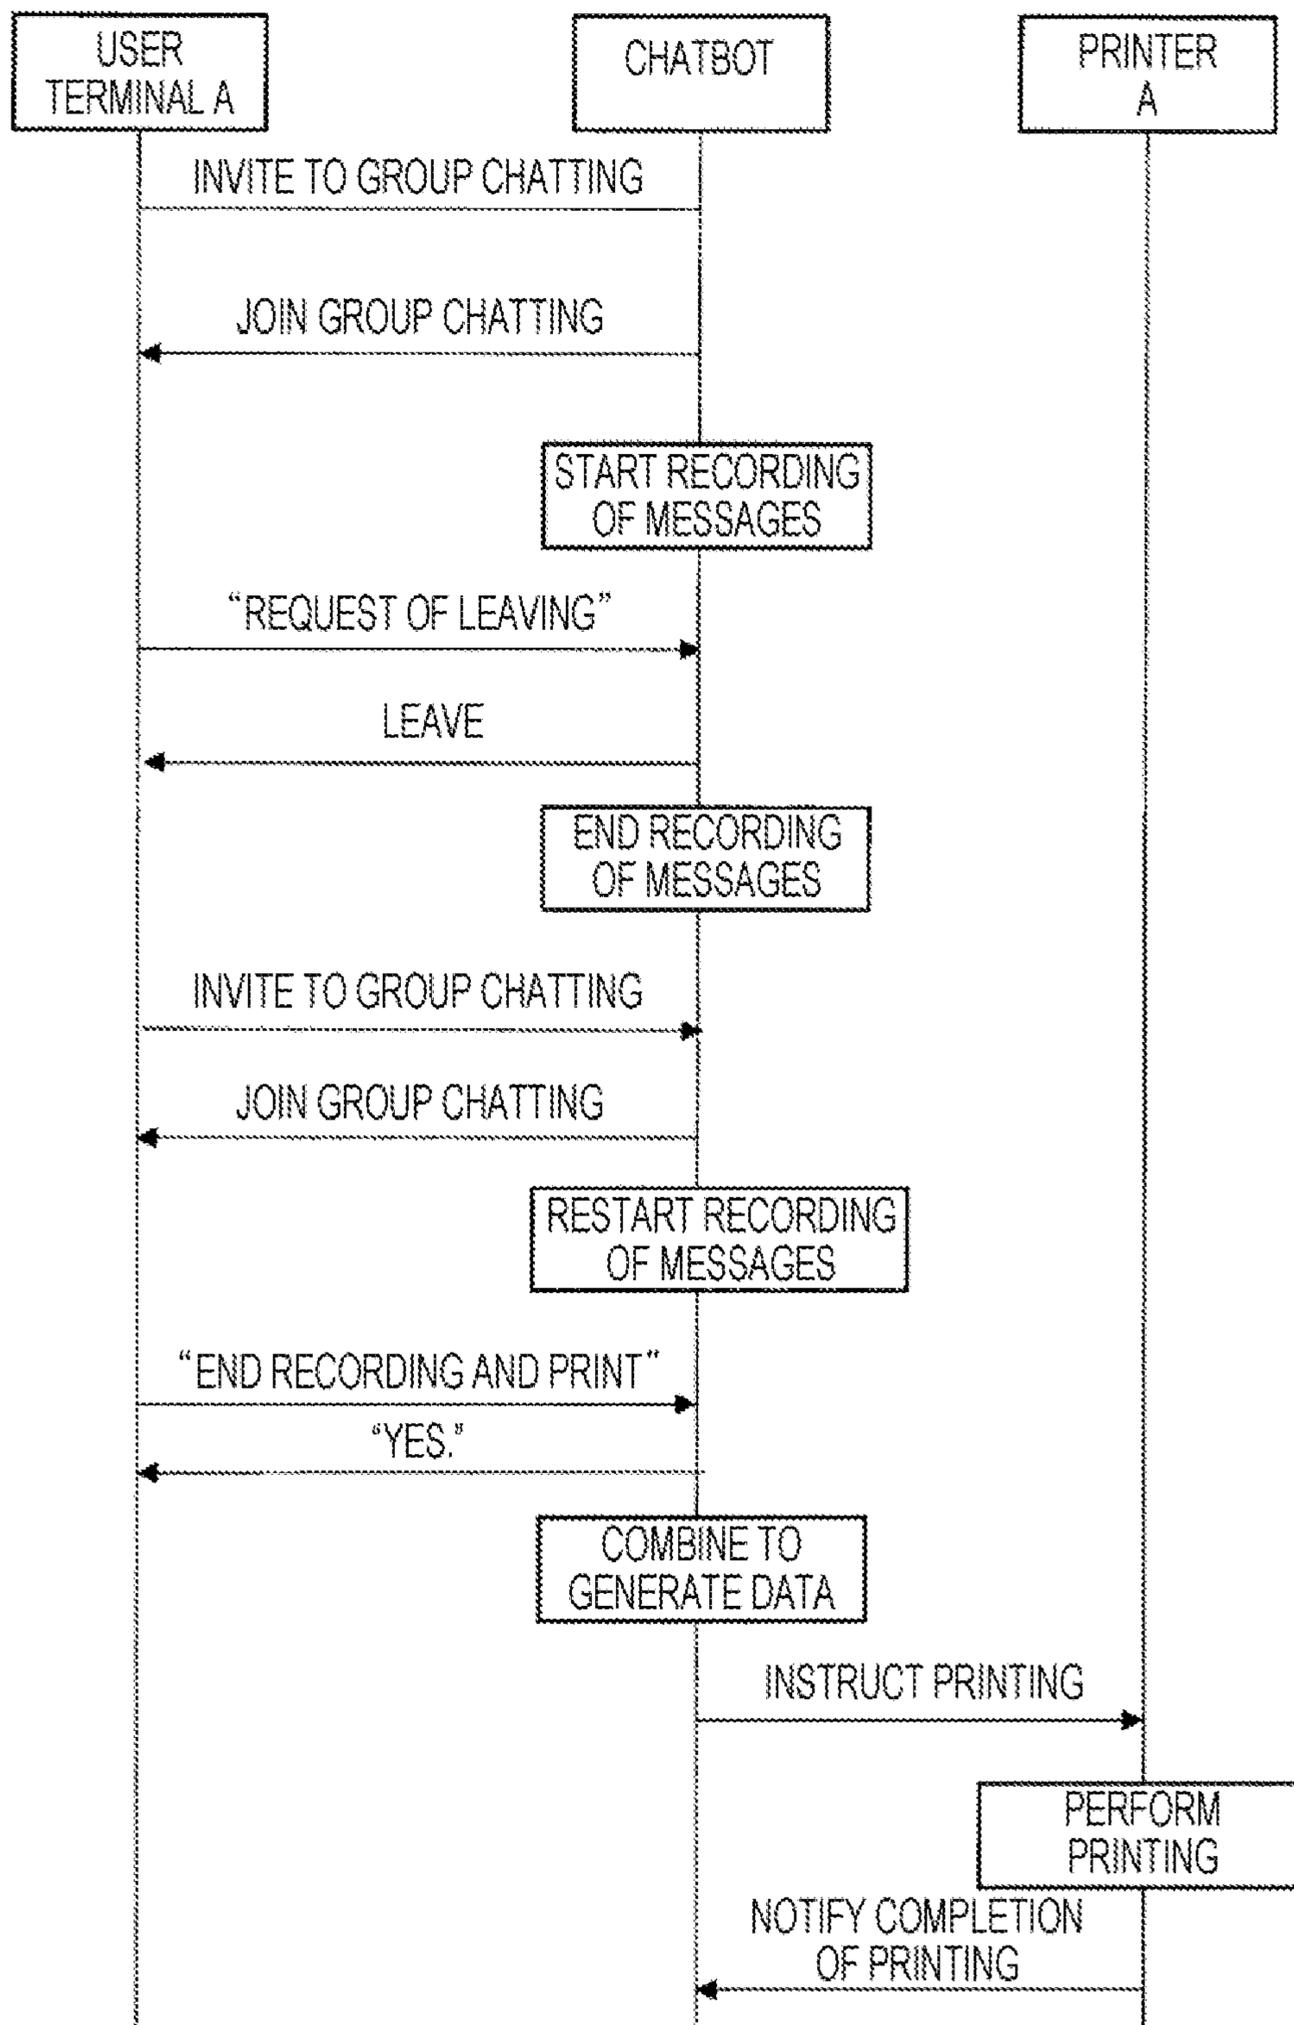 USER
TERMINAL A
CHATBOT
PRINTER
A
INVITE TO GROUP CHATTING
JOIN GROUP CHATTING
START RECORDING
OF MESSAGES
“REQUEST OF LEAVING”
LEAVE
END RECORDING
OF MESSAGES
INVITE TO GROUP CHATTING
JOIN GROUP CHATTING
RESTART RECORDING
OF MESSAGES
“END RECORDING AND PRINT”
“YES.”
COMBINE TO
GENERATE DATA
INSTRUCT PRINTING
PERFORM
PRINTING
NOTIFY COMPLETION
OF PRINTING